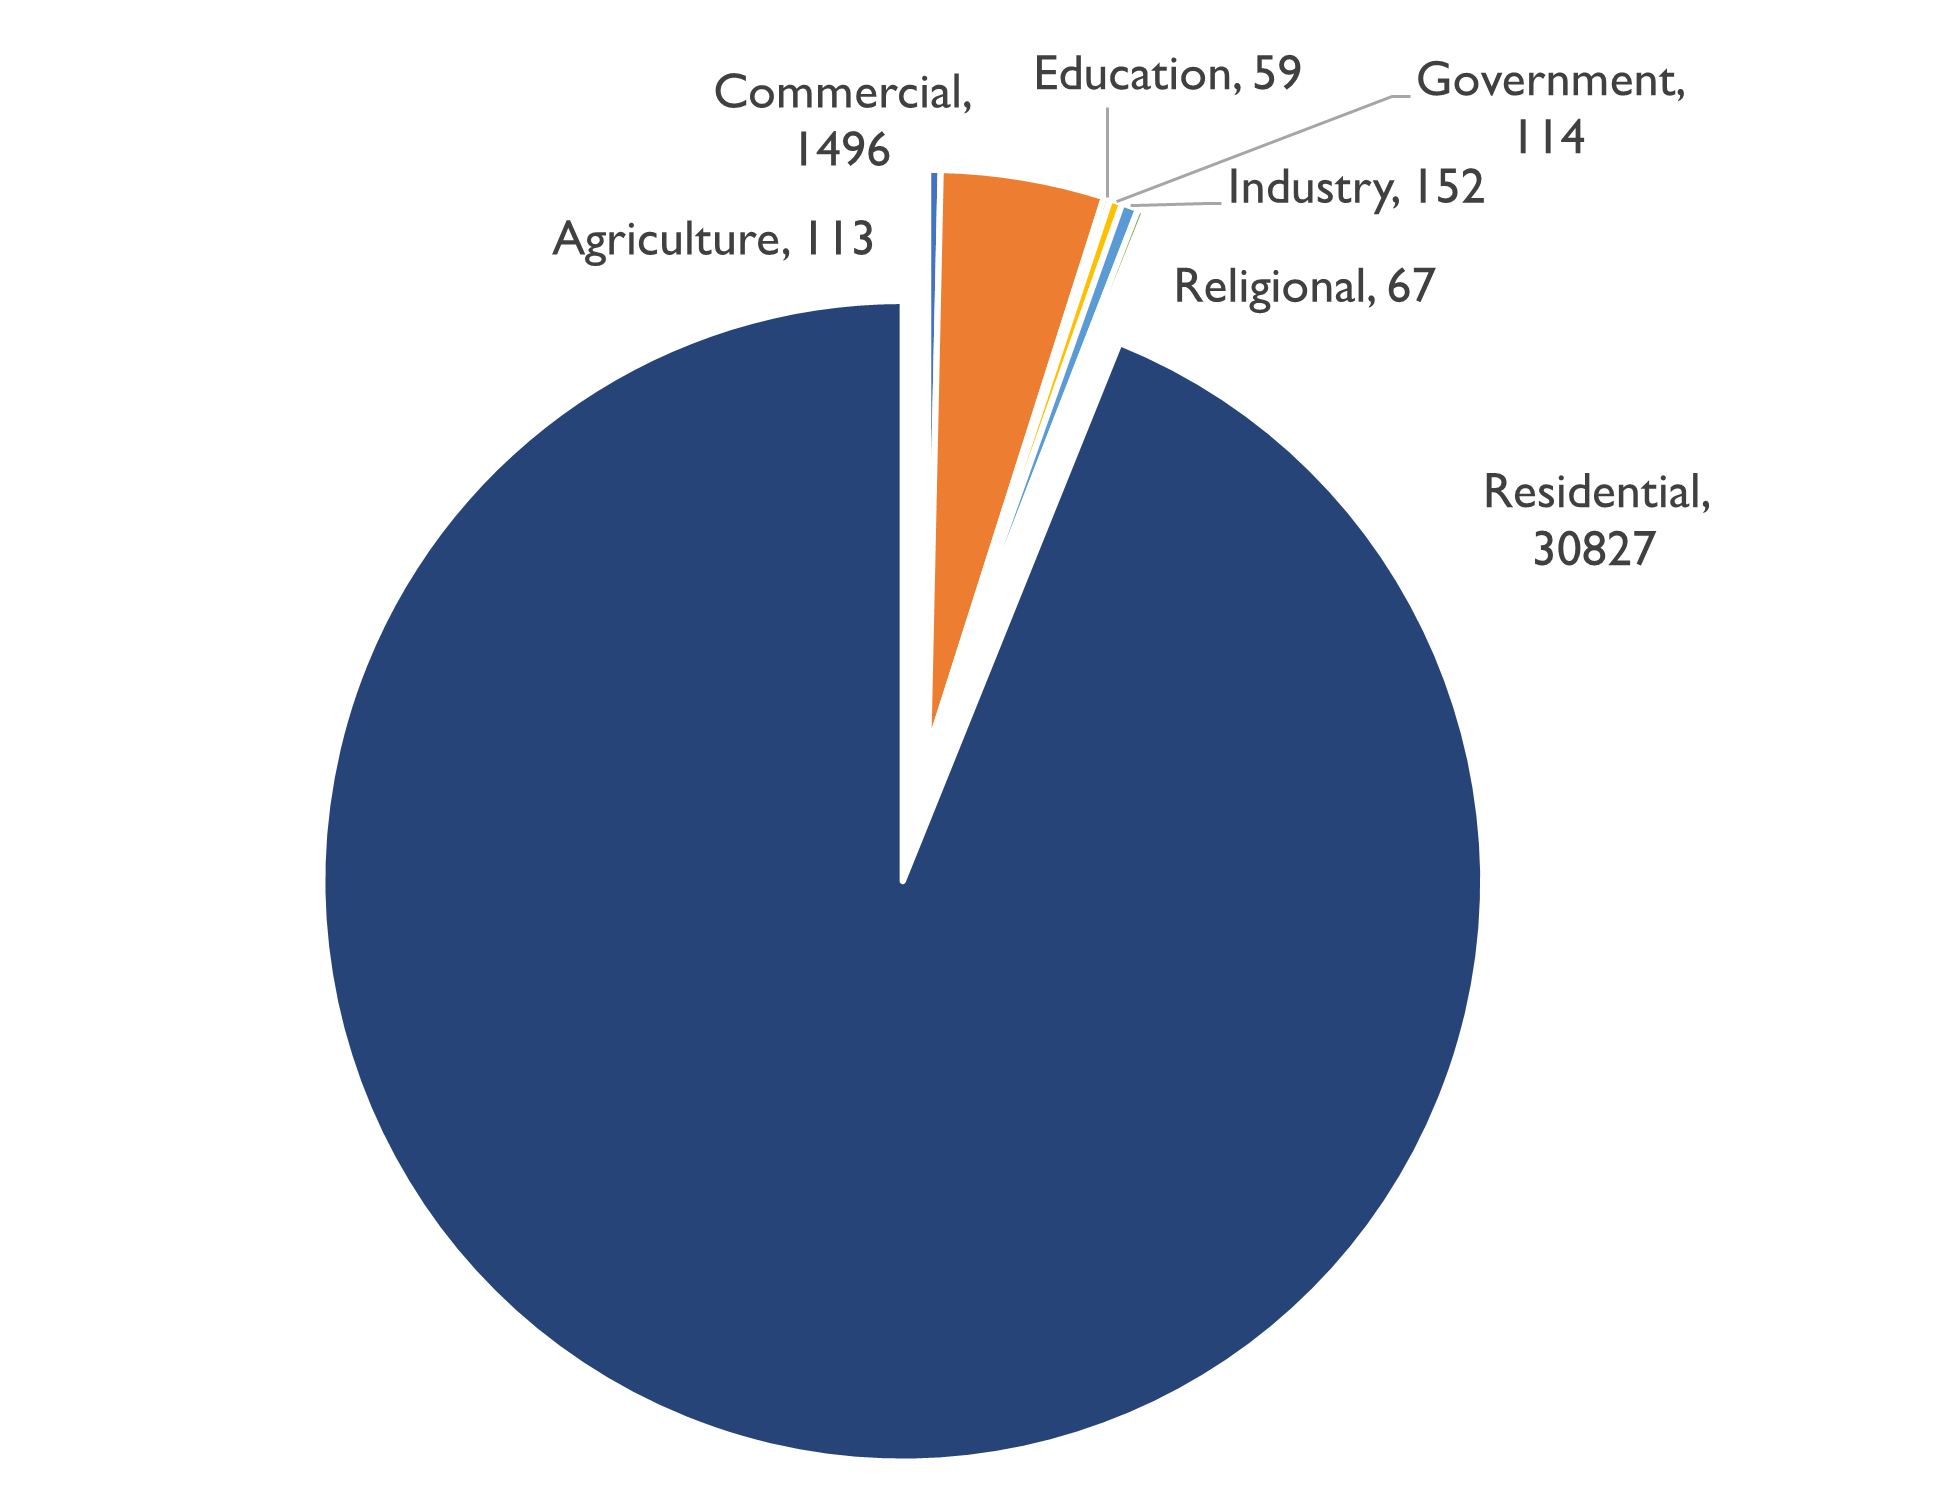 Commercial,
1496
Education, 59
Government,
114
Industry, 152
Agriculture, 113
Religional, 67
Residential,
30827